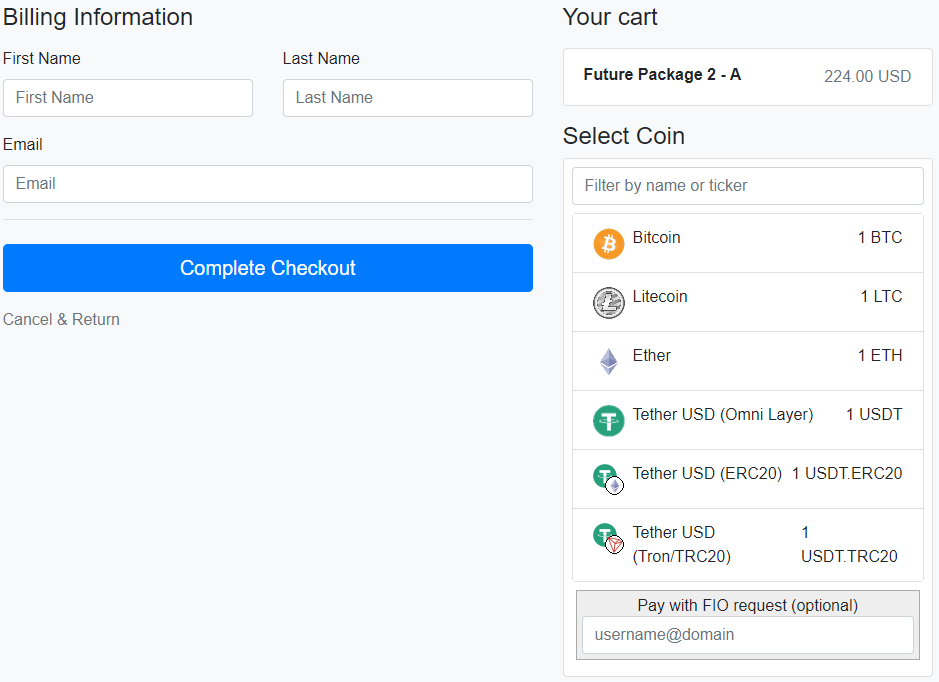 Billing Information
First Name
Last Name
First Name
Last Name
Email
Email
Complete Checkout
Cancel & Return
Your cart
Future Package 2 - A
224.00 USD
Select Coin
Filter by name or ticker
Bitcoin
1 BTC
Litecoin
1 LTC
Ether
1 ETH
Tether USD (Omni Layer)
1 USDT
Tether USD (ERC20)
1 USDT.ERC20
Tether USD
(Tron/TRC20)
1
USDT.TRC20
Pay with FIO request (optional)
username@domain